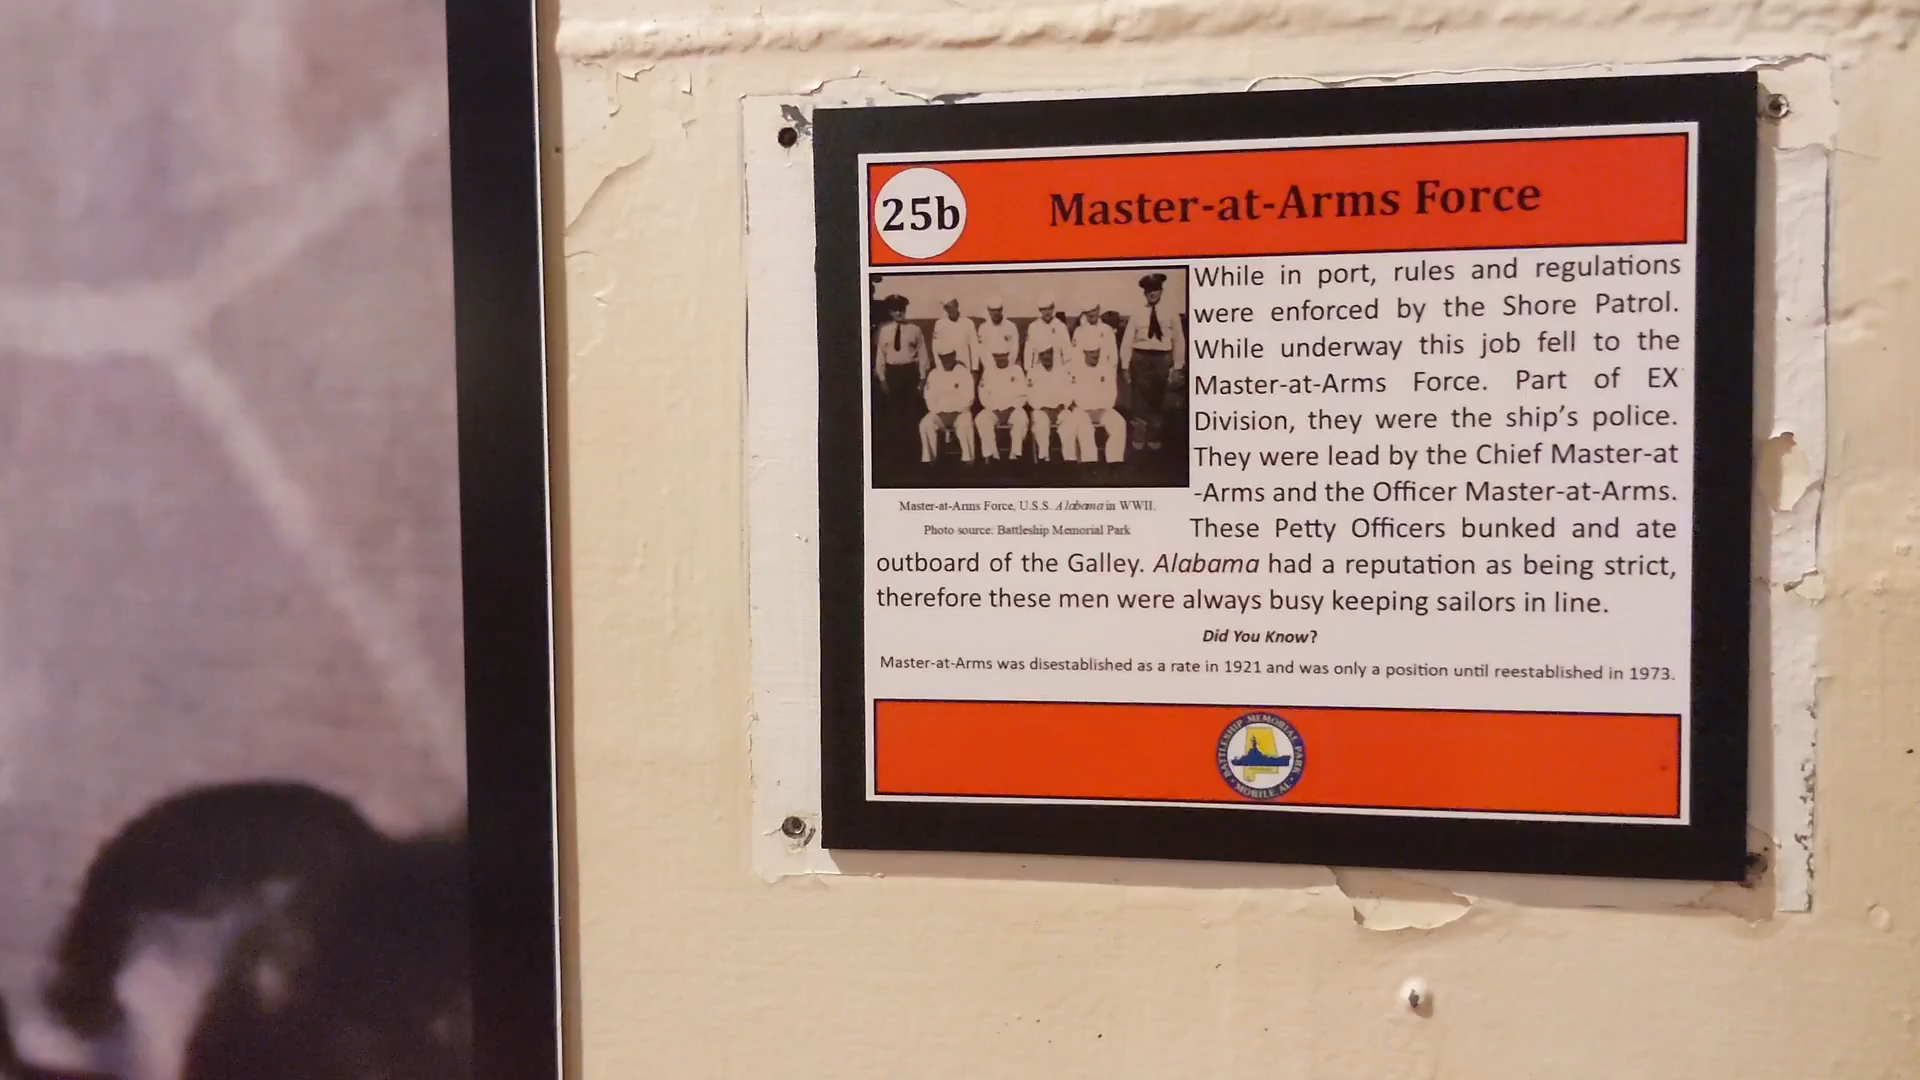 25b
Master-at-Arms Force
While in port, rules and regulations
were enforced by the Shore Patrol.
While underway this job fell to the
Master-at-Arms Force. Part of EX
Division, they were the ship's police.
They were lead by the Chief Master-at
-Arms and the Officer Master-at-Arms.
These Petty Officers bunked and ate
outboard of the Galley. Alabama had a reputation as being strict,
therefore these men were always busy keeping sailors in line.
Master-at-Arms Force, U.S.S. Alabama in WWII.
Photo source: Battleship Memorial Park
Did You Know?
Master-at-Arms was disestablished as a rate in 1921 and was only a position until reestablished in 1973.
BATTLESHIP MEMORIAL PARK
MOBILE, AL